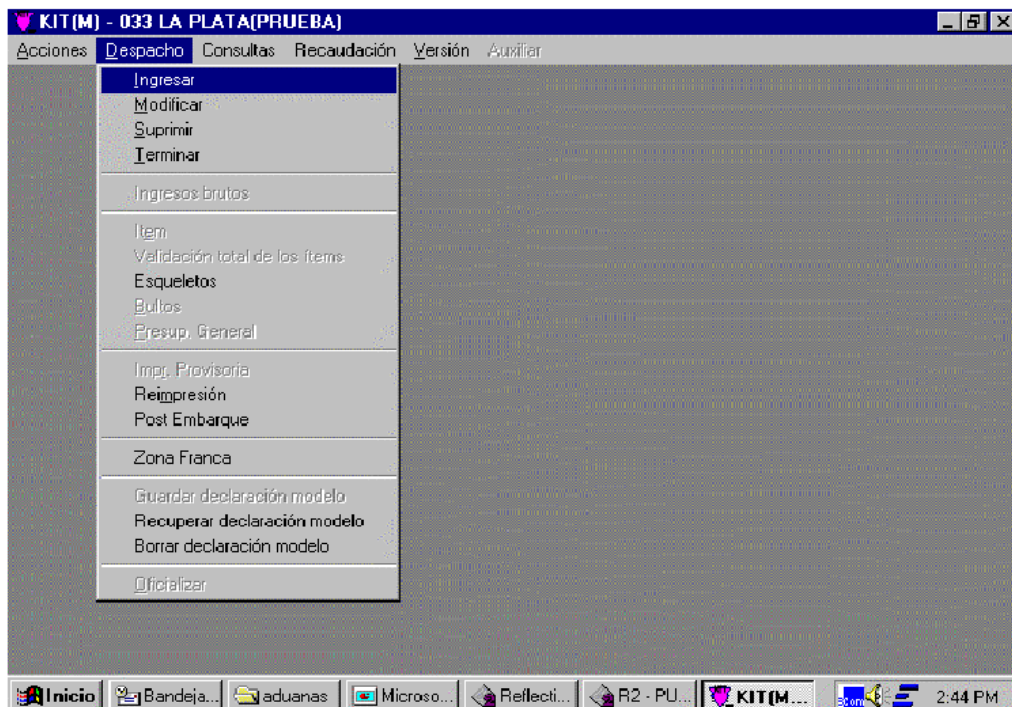 KIT(M) - 033 LA PLATA(PRUEBA)
Acciones Despacho Consultas Recaudación Versión Auxiliar
Ingresar
Modificar
Suprimir
Terminar
Ingresos brutos
Item
Validación total de los ítems
Esqueletos
Bultos
Presup. General
Impr. Provisoria
Reimpresión
Post Embarque
Zona Franca
Guardar declaración modelo
Recuperar declaración modelo
Borrar declaración modelo
Oficializar
Inicio Bandeja... aduanas Microso... Reflecti... R2 - PU... KIT(M... 3com 2:44 PM